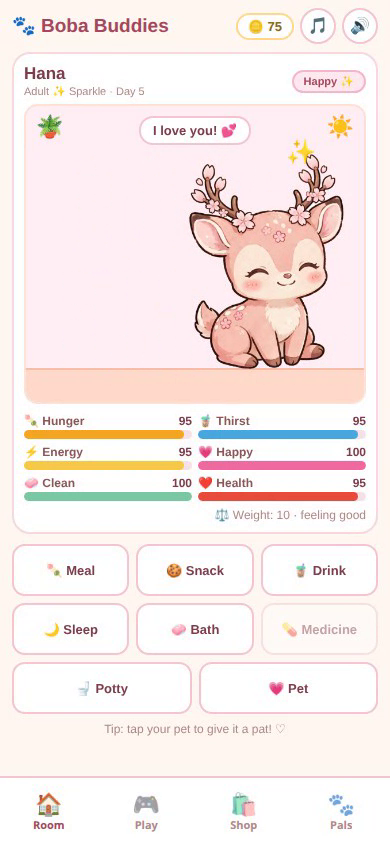 🐾 Boba Buddies
🪙 75 🎵 🔊
Hana
Adult ✨ Sparkle · Day 5
Happy ✨
I love you! 💕
🍡 Hunger 95
🧋 Thirst 95
⚡ Energy 95
💗 Happy 100
🧼 Clean 100
❤️ Health 95
⚖️ Weight: 10 · feeling good
🍡 Meal
🍪 Snack
🧋 Drink
🌙 Sleep
🧼 Bath
💊 Medicine
🚽 Potty
💗 Pet
Tip: tap your pet to give it a pat! ♡
🏠 Room
🎮 Play
🛍️ Shop
🐾 Pals